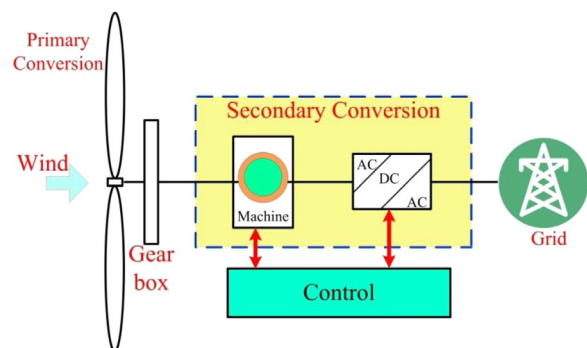 Primary
Conversion
Secondary Conversion
Wind
AC
DC
AC
Machine
Gear
box
Grid
Control